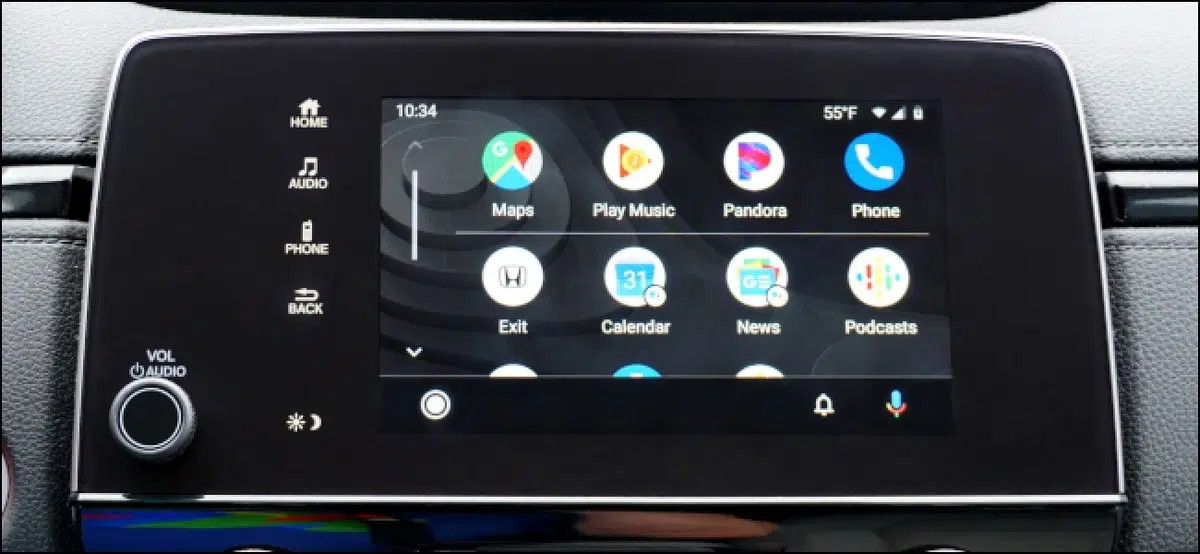 HOME
AUDIO
PHONE
BACK
VOL
AUDIO
10:34
55°F
G
Maps
Play Music
Pandora
Phone
31
GE
Exit
Calendar
News
Podcasts